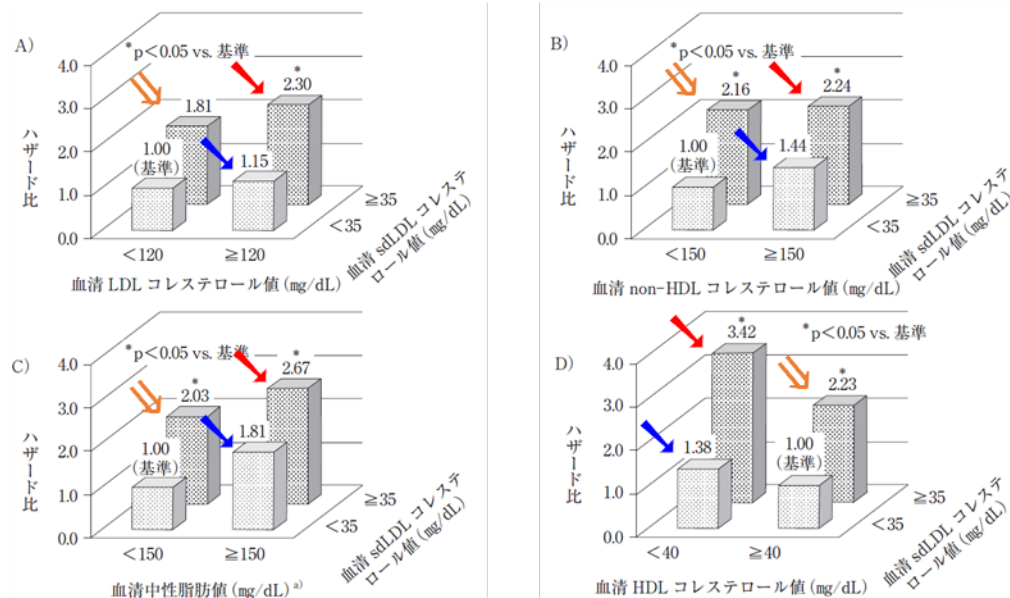 A)
*p<0.05 vs. 基準
4.0
3.0
2.0
1.0
0.0
ハザード比
1.00
(基準)
1.81
1.15
*
2.30
<120
≧120
<35
≧35
血清 LDL コレステロール値(mg/dL)
血清 sdLDL コレステ
ロール値(mg/dL)
B)
*p<0.05 vs. 基準
4.0
3.0
2.0
1.0
0.0
ハザード比
1.00
(基準)
*
2.16
1.44
*
2.24
<150
≧150
<35
≧35
血清 non-HDL コレステロール値(mg/dL)
血清 sdLDL コレステ
ロール値(mg/dL)
C)
*p<0.05 vs. 基準
4.0
3.0
2.0
1.0
0.0
ハザード比
1.00
(基準)
*
2.03
1.81
*
2.67
<150
≧150
<35
≧35
血清中性脂肪値(mg/dL) a)
血清 sdLDL コレステ
ロール値(mg/dL)
D)
*p<0.05 vs. 基準
4.0
3.0
2.0
1.0
0.0
ハザード比
1.38
*
3.42
1.00
(基準)
*
2.23
<40
≧40
<35
≧35
血清 HDL コレステロール値(mg/dL)
血清 sdLDL コレステ
ロール値(mg/dL)